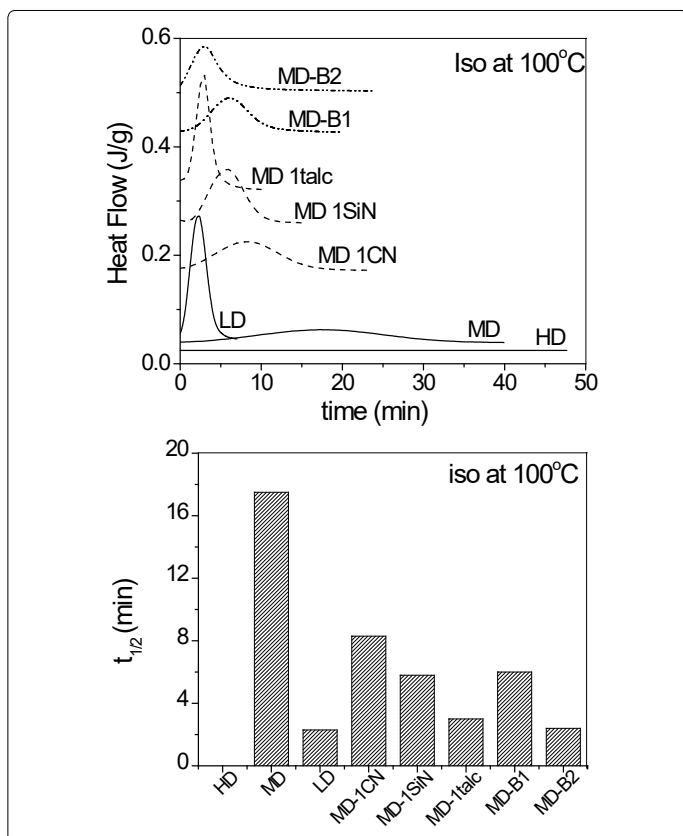 0.6
Iso at 100°C
MD-B2
MD-B1
0.4
MD 1talc
MD 1SiN
MD 1CN
0.2
LD
MD
HD
0.0
0 10 20 30 40 50
Heat Flow (J/g)
time (min)
20
iso at 100°C
16
12
8
4
0
t1/2 (min)
HD MD LD MD-1CN MD-1SiN MD-1talc MD-B1 MD-B2